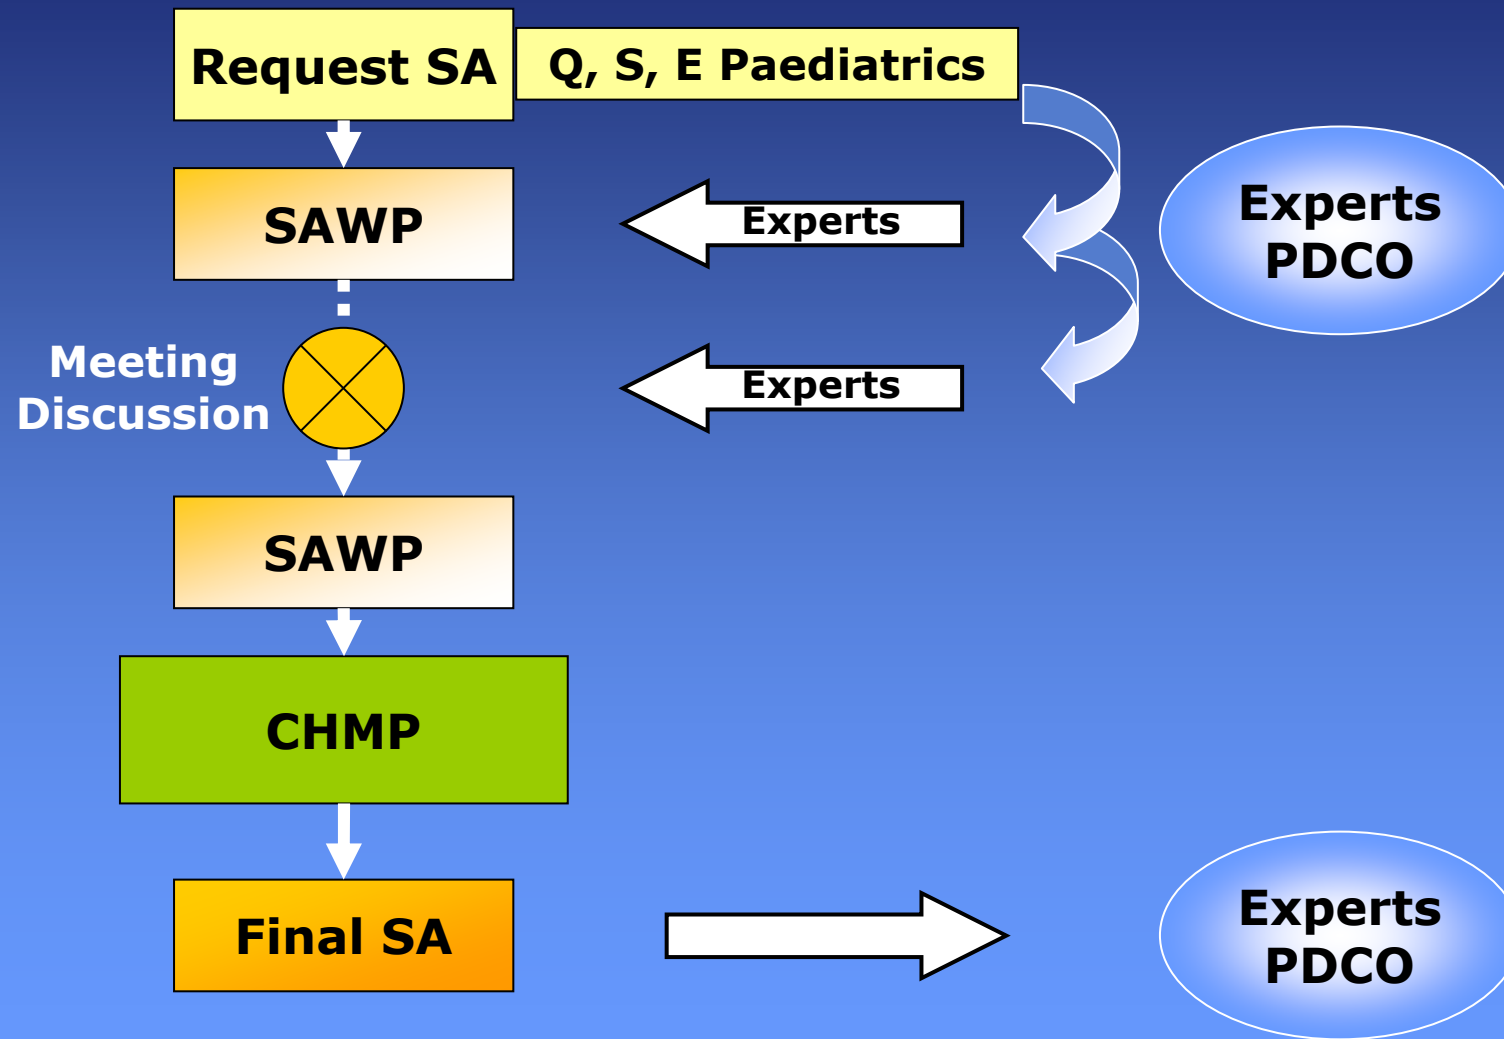 Request SA
Q, S, E Paediatrics
SAWP
Experts
Experts
PDCO
Meeting
Discussion
Experts
SAWP
CHMP
Final SA
Experts
PDCO